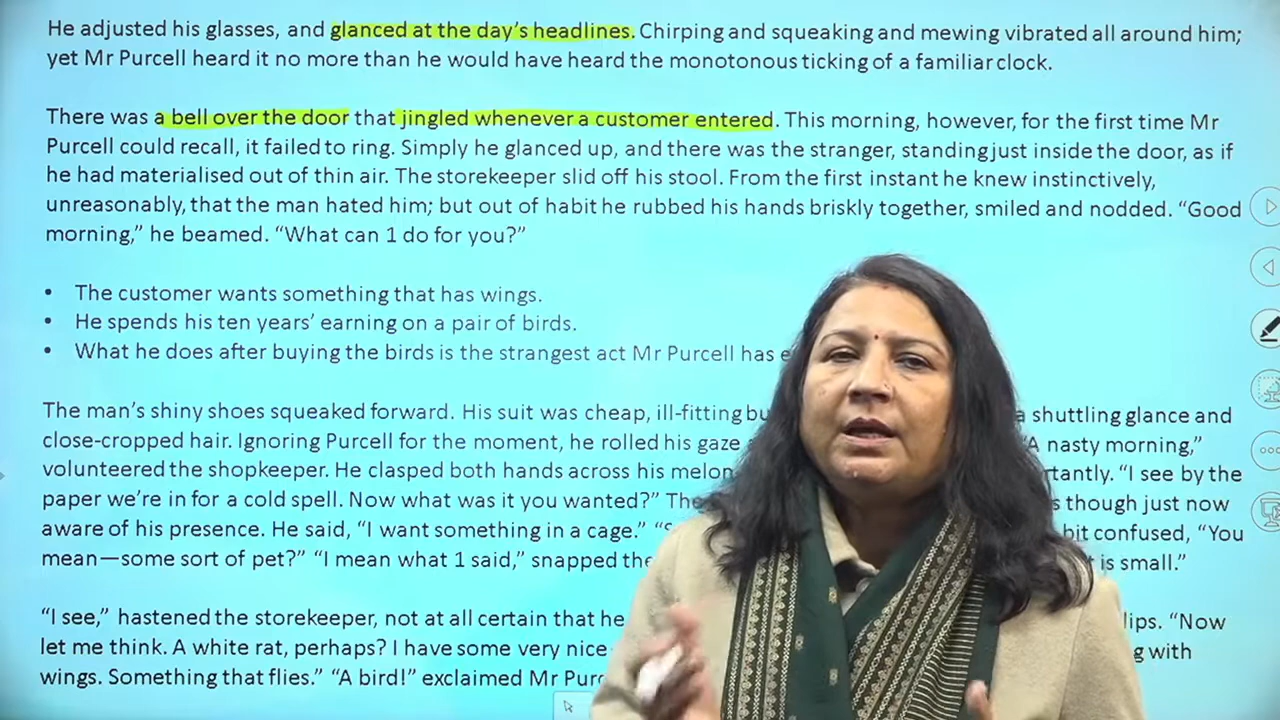 He adjusted his glasses, and glanced at the day's headlines. Chirping and squeaking and mewing vibrated all around him;
yet Mr Purcell heard it no more than he would have heard the monotonous ticking of a familiar clock.
There was a bell over the door that jingled whenever a customer entered. This morning, however, for the first time Mr
Purcell could recall, it failed to ring. Simply he glanced up, and there was the stranger, standing just inside the door, as if
he had materialised out of thin air. The storekeeper slid off his stool. From the first instant he knew instinctively,
unreasonably, that the man hated him; but out of habit he rubbed his hands briskly together, smiled and nodded. “Good
morning,” he beamed. “What can 1 do for you?”
• The customer wants something that has wings.
• He spends his ten years’ earning on a pair of birds.
• What he does after buying the birds is the strangest act Mr Purcell has
The man’s shiny shoes squeaked forward. His suit was cheap, ill-fitting a shuttling glance and
close-cropped hair. Ignoring Purcell for the moment, he rolled his gaze “A nasty morning,”
volunteered the shopkeeper. He clasped both hands across his “I see by the
paper we’re in for a cold spell. Now what was it you wanted?” though just now
aware of his presence. He said, “I want something in a cage.” bit confused, “You
mean—some sort of pet?” “I mean what 1 said,” snapped the is small.”
“I see,” hastened the storekeeper, not at all certain that he lips. “Now
let me think. A white rat, perhaps? I have some very nice with
wings. Something that flies.” “A bird!” exclaimed Mr